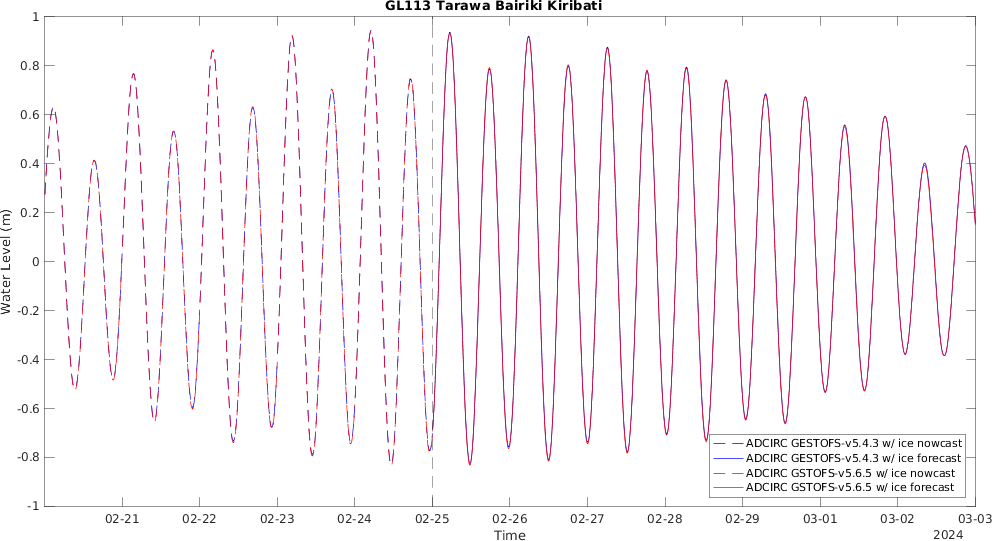 GL113 Tarawa Bairiki Kiribati
1
0.8
0.6
0.4
0.2
0
-0.2
-0.4
-0.6
-0.8
-1
Water Level (m)
ADCIRC GESTOFS-v5.4.3 w/ ice nowcast
ADCIRC GESTOFS-v5.4.3 w/ ice forecast
ADCIRC GSTOFS-v5.6.5 w/ ice nowcast
ADCIRC GSTOFS-v5.6.5 w/ ice forecast
02-21 02-22 02-23 02-24 02-25 02-26 02-27 02-28 02-29 03-01 03-02 03-03
Time
2024